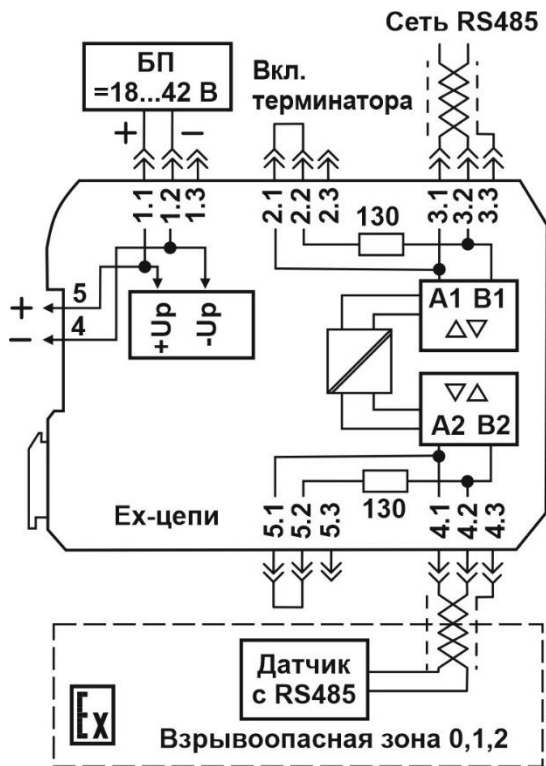 Сеть RS485
БП
=18...42 В
Вкл.
терминатора
+ −
1.1 1.2 1.3 2.1 2.2 2.3 3.1 3.2 3.3
130
+ 5
− 4
+Up -Up
A1 B1
A2 B2
Ex-цепи
5.1 5.2 5.3 130 4.1 4.2 4.3
Датчик
с RS485
Ex
Взрывоопасная зона 0,1,2